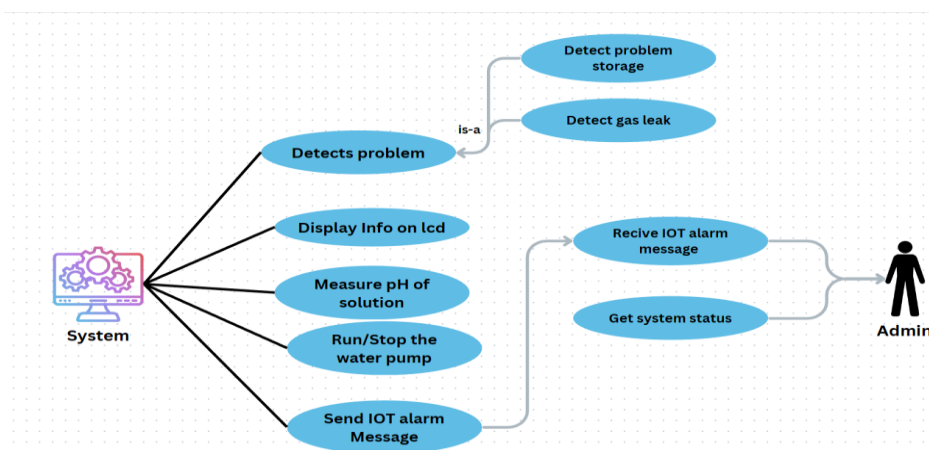 Detect problem
storage
Detect gas leak
is-a
Detects problem
Display Info on lcd
Recive IOT alarm
message
Measure pH of
solution
Get system status
Run/Stop the
water pump
System
Admin
Send IOT alarm
Message